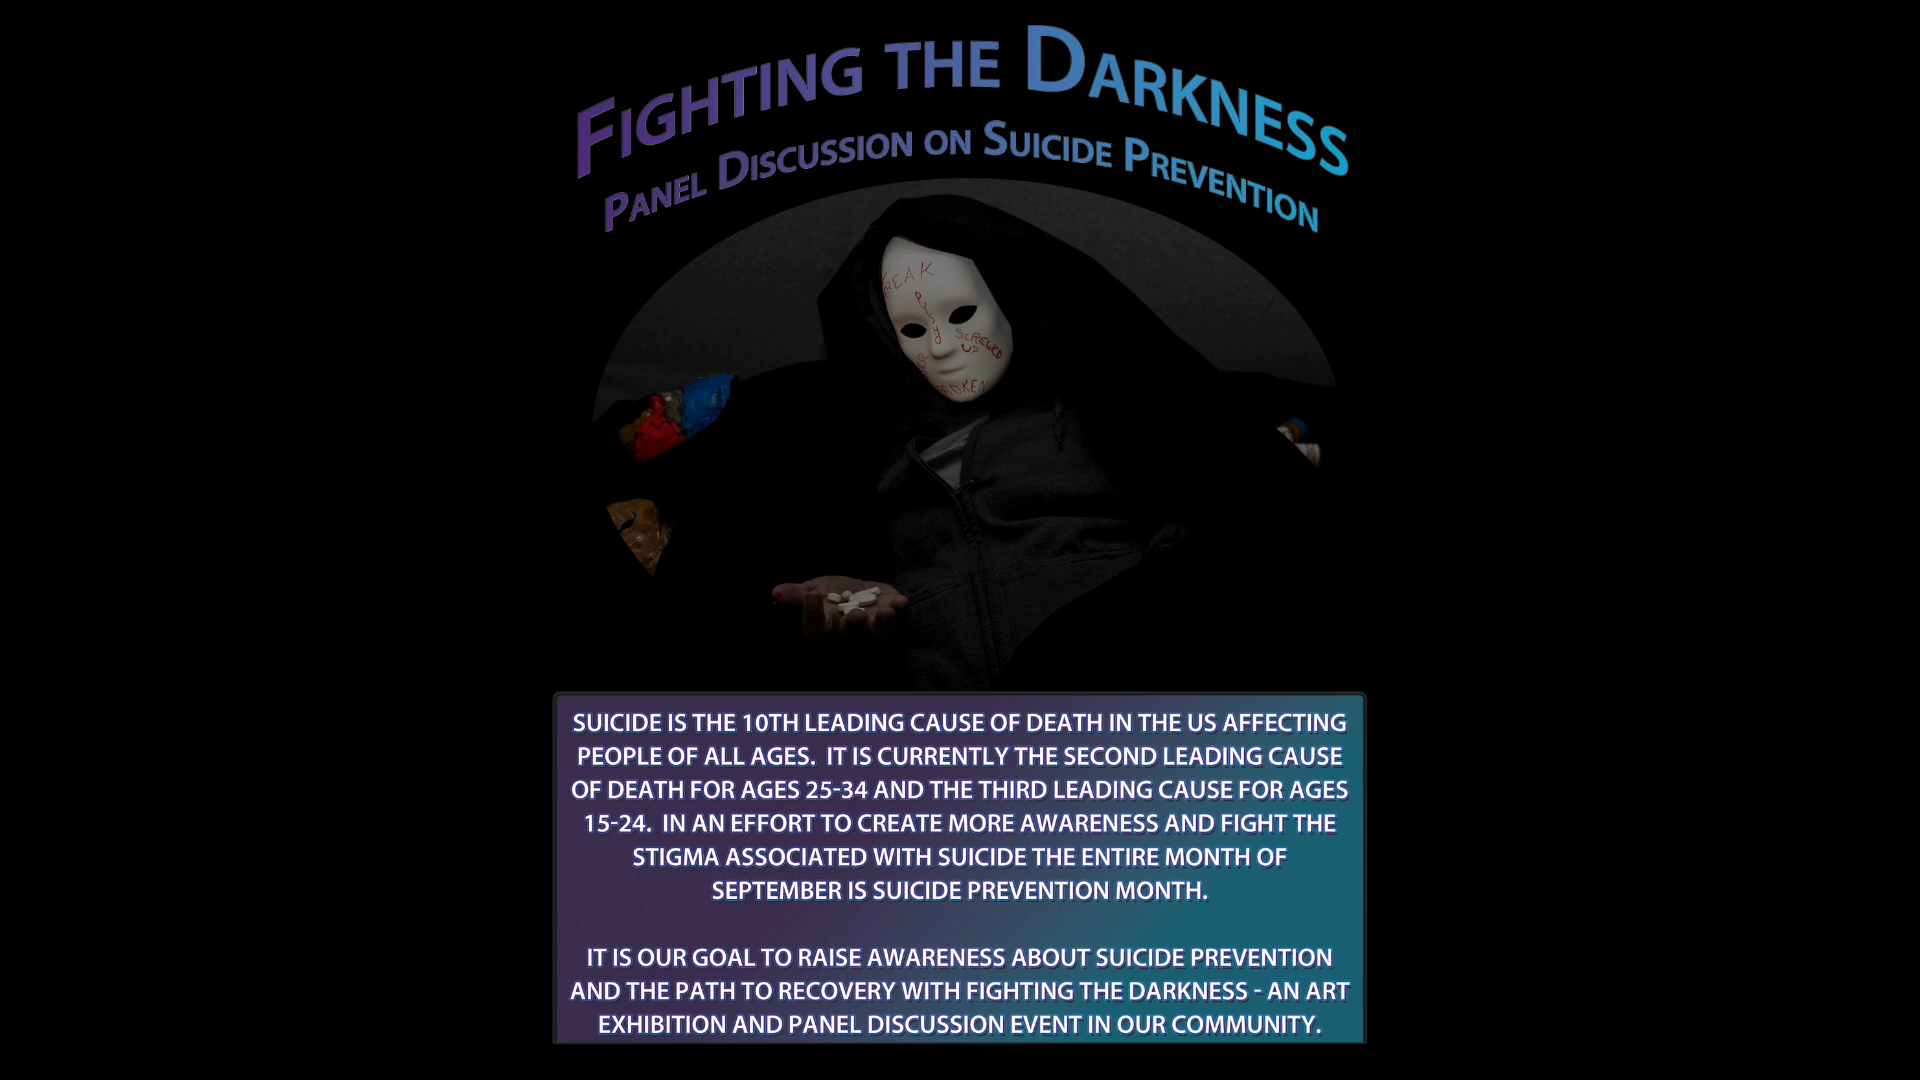 Fighting the Darkness
Panel Discussion on Suicide Prevention
SCREWED
UP
SUICIDE IS THE 10TH LEADING CAUSE OF DEATH IN THE US AFFECTING
PEOPLE OF ALL AGES. IT IS CURRENTLY THE SECOND LEADING CAUSE
OF DEATH FOR AGES 25-34 AND THE THIRD LEADING CAUSE FOR AGES
15-24. IN AN EFFORT TO CREATE MORE AWARENESS AND FIGHT THE
STIGMA ASSOCIATED WITH SUICIDE THE ENTIRE MONTH OF
SEPTEMBER IS SUICIDE PREVENTION MONTH.
IT IS OUR GOAL TO RAISE AWARENESS ABOUT SUICIDE PREVENTION
AND THE PATH TO RECOVERY WITH FIGHTING THE DARKNESS - AN ART
EXHIBITION AND PANEL DISCUSSION EVENT IN OUR COMMUNITY.